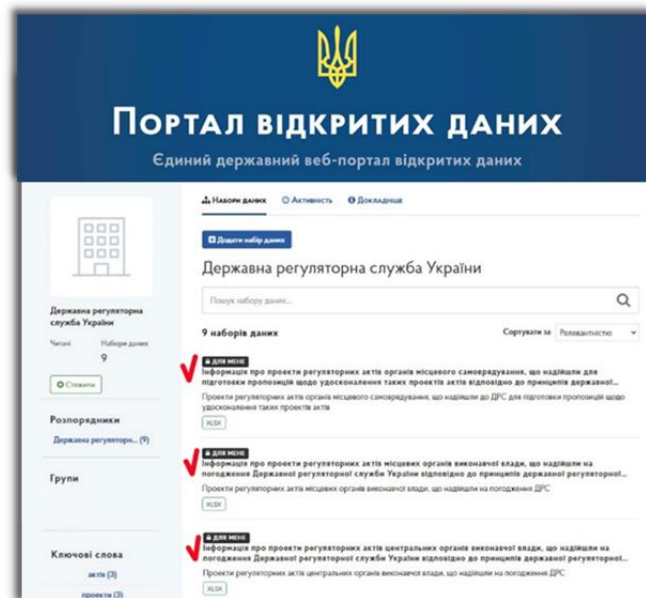 Портал відкритих даних
Єдиний державний веб-портал відкритих даних
Набори даних
Активність
Докладніше
Додати набір даних
Державна регуляторна служба України
Пошук набору даних...
9 наборів даних
Сортувати за
Релевантністю
Державна регуляторна
служба України
Читачі
Набори даних
9
Стежити
Розпорядники
Державна регуляторн... (9)
Групи
Ключові слова
актів (3)
проекти (3)
ДЛЯ МЕНЕ
Інформація про проекти регуляторних актів органів місцевого самоврядування, що надійшли для
підготовки пропозицій щодо удосконалення таких проектів актів відповідно до принципів державної...
Проекти регуляторних актів органів місцевого самоврядування, що надійшли до ДРС для підготовки пропозицій щодо
удосконалення таких проектів актів
XLSX
ДЛЯ МЕНЕ
Інформація про проекти регуляторних актів місцевих органів виконавчої влади, що надійшли на
погодження Державної регуляторної служби України відповідно до принципів державної регуляторної...
Проекти регуляторних актів місцевих органів виконавчої влади, що надійшли на погодження ДРС
XLSX
ДЛЯ МЕНЕ
Інформація про проекти регуляторних актів центральних органів виконавчої влади, що надійшли на
погодження Державної регуляторної служби України відповідно до принципів державної регуляторної...
Проекти регуляторних актів центральних органів виконавчої влади, що надійшли на погодження ДРС
XLSX